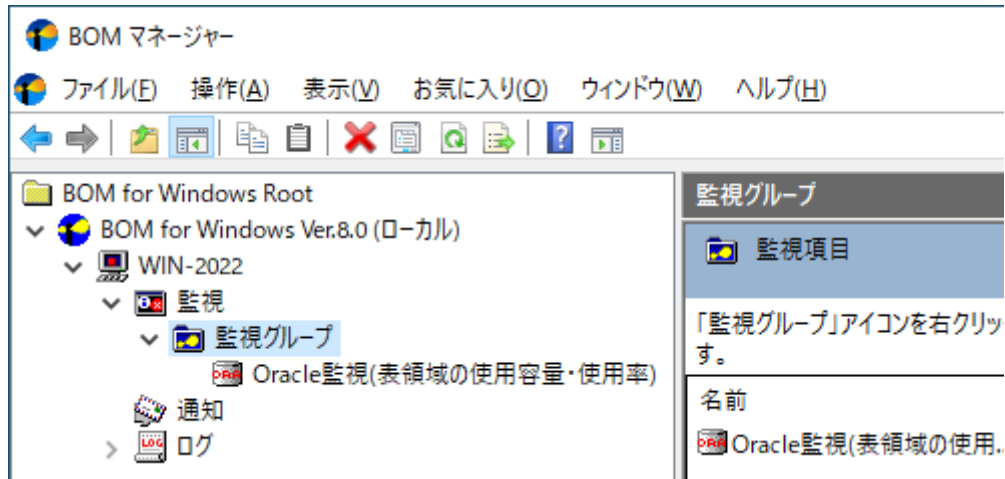 BOM マネージャー
ファイル(F) 操作(A) 表示(V) お気に入り(O) ウィンドウ(W) ヘルプ(H)
BOM for Windows Root
BOM for Windows Ver.8.0 (ローカル)
WIN-2022
監視
監視グループ
Oracle監視(表領域の使用容量・使用率)
通知
ログ
監視グループ
監視項目
「監視グループ」アイコンを右クリッ
す。
名前
Oracle監視(表領域の使用...